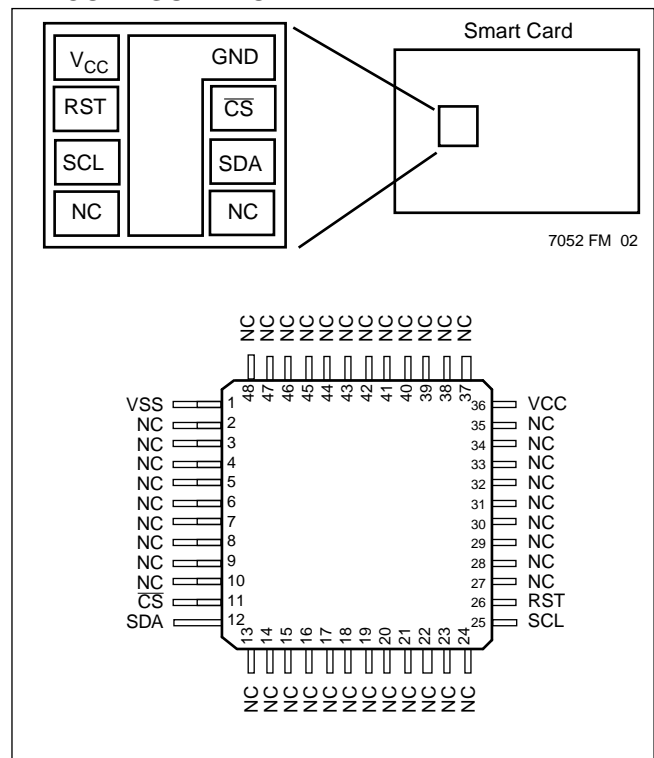 Smart Card
V_CC GND
RST C̅S̅
SCL SDA
NC NC
7052 FM 02
NC NC NC NC NC NC NC NC NC NC NC NC
48 47 46 45 44 43 42 41 40 39 38 37
VSS 1 36 VCC
NC 2 35 NC
NC 3 34 NC
NC 4 33 NC
NC 5 32 NC
NC 6 31 NC
NC 7 30 NC
NC 8 29 NC
NC 9 28 NC
NC 10 27 NC
C̅S̅ 11 26 RST
SDA 12 25 SCL
13 14 15 16 17 18 19 20 21 22 23 24
NC NC NC NC NC NC NC NC NC NC NC NC